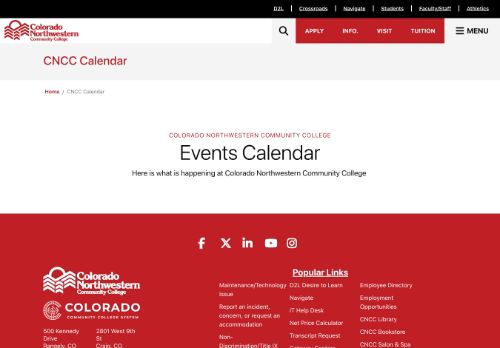 D2L | Crossroads | Navigate | Students | Faculty/Staff | Athletics
Colorado
Northwestern
Community College
APPLY INFO. VISIT TUITION MENU
CNCC Calendar
Home / CNCC Calendar
COLORADO NORTHWESTERN COMMUNITY COLLEGE
Events Calendar
Here is what is happening at Colorado Northwestern Community College
Colorado
Northwestern
Community College
COLORADO
COMMUNITY COLLEGE SYSTEM
500 Kennedy
Drive
Rangely, CO
2801 West 9th
St
Craig, CO
Maintenance/Technology
Issue
Report an incident,
concern, or request an
accommodation
Non-
Discrimination/Title IX
Popular Links
D2L Desire to Learn
Navigate
IT Help Desk
Net Price Calculator
Transcript Request
Employee Directory
Employment
Opportunities
CNCC Library
CNCC Bookstore
CNCC Salon & Spa